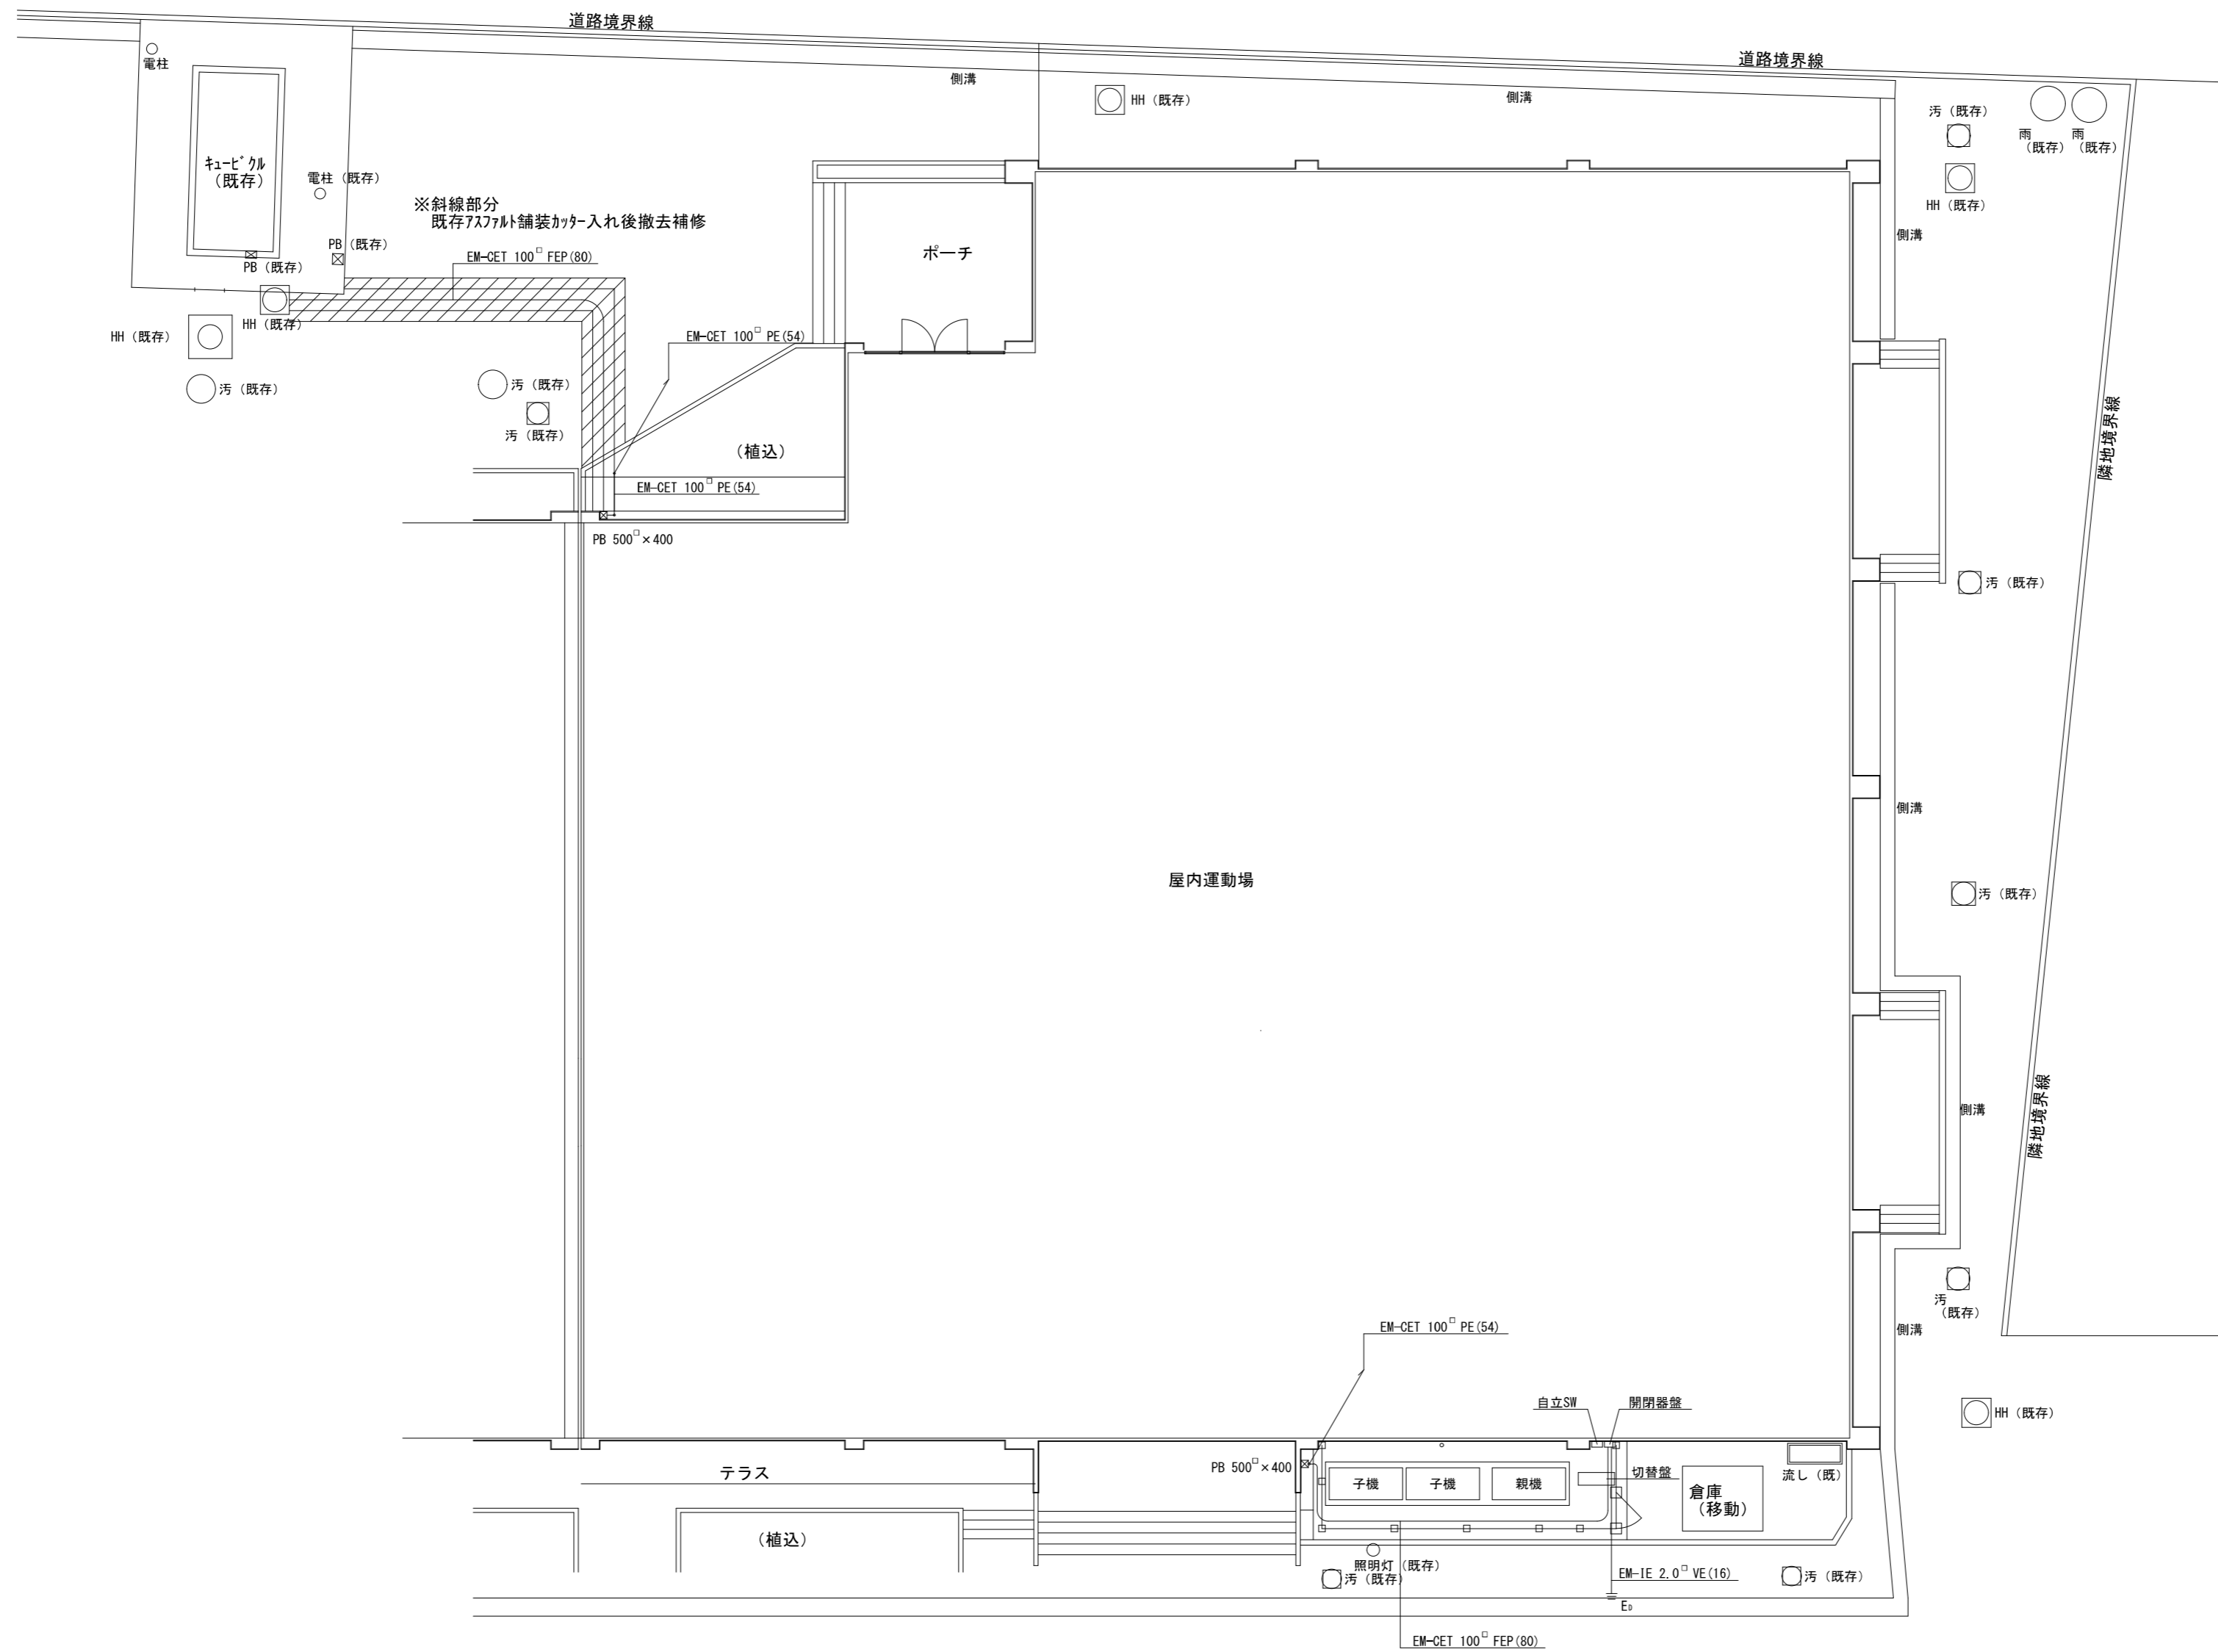 道路境界線
道路境界線
電柱
側溝
HH（既存）
側溝
汚（既存）
雨
（既存）
雨
（既存）
ｷｭｰﾋﾞｸﾙ
（既存）
電柱（既存）
HH（既存）
※斜線部分
既存ｱｽﾌｧﾙﾄ舗装ｶｯﾀｰ入れ後撤去補修
側溝
PB（既存）
ポーチ
EM-CET 100□ FEP(80)
PB（既存）
HH（既存）
HH（既存）
EM-CET 100□ PE(54)
汚（既存）
汚（既存）
汚（既存）
隣地境界線
（植込）
EM-CET 100□ PE(54)
PB 500□×400
汚（既存）
側溝
屋内運動場
汚（既存）
側溝
隣地境界線
汚
（既存）
EM-CET 100□ PE(54)
側溝
自立SW
開閉器盤
HH（既存）
テラス
PB 500□×400
子機
子機
親機
切替盤
倉庫
（移動）
流し（既）
（植込）
照明灯（既存）
汚（既存）
EM-IE 2.0□ VE(16)
汚（既存）
ED
EM-CET 100□ FEP(80)